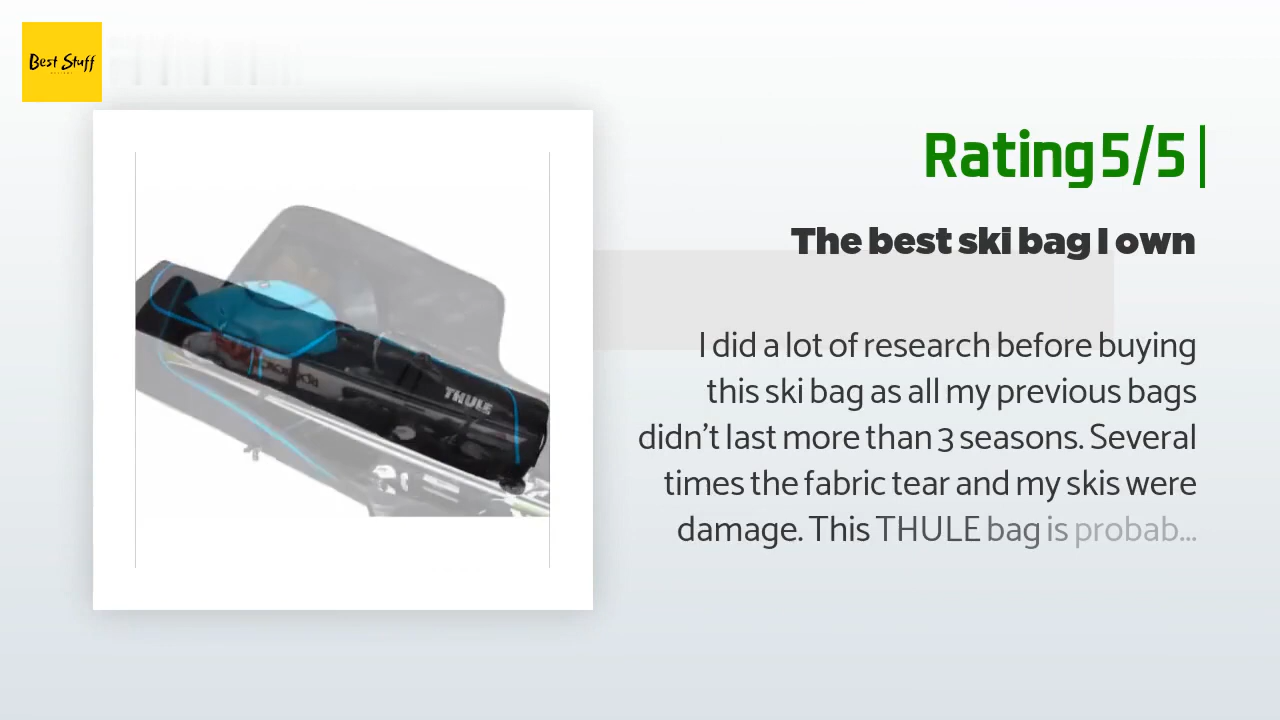 Best Stuff
Rating 5/5
The best ski bag I own
I did a lot of research before buying
this ski bag as all my previous bags
didn't last more than 3 seasons. Several
times the fabric tear and my skis were
damage. This THULE bag is probab...
THULE